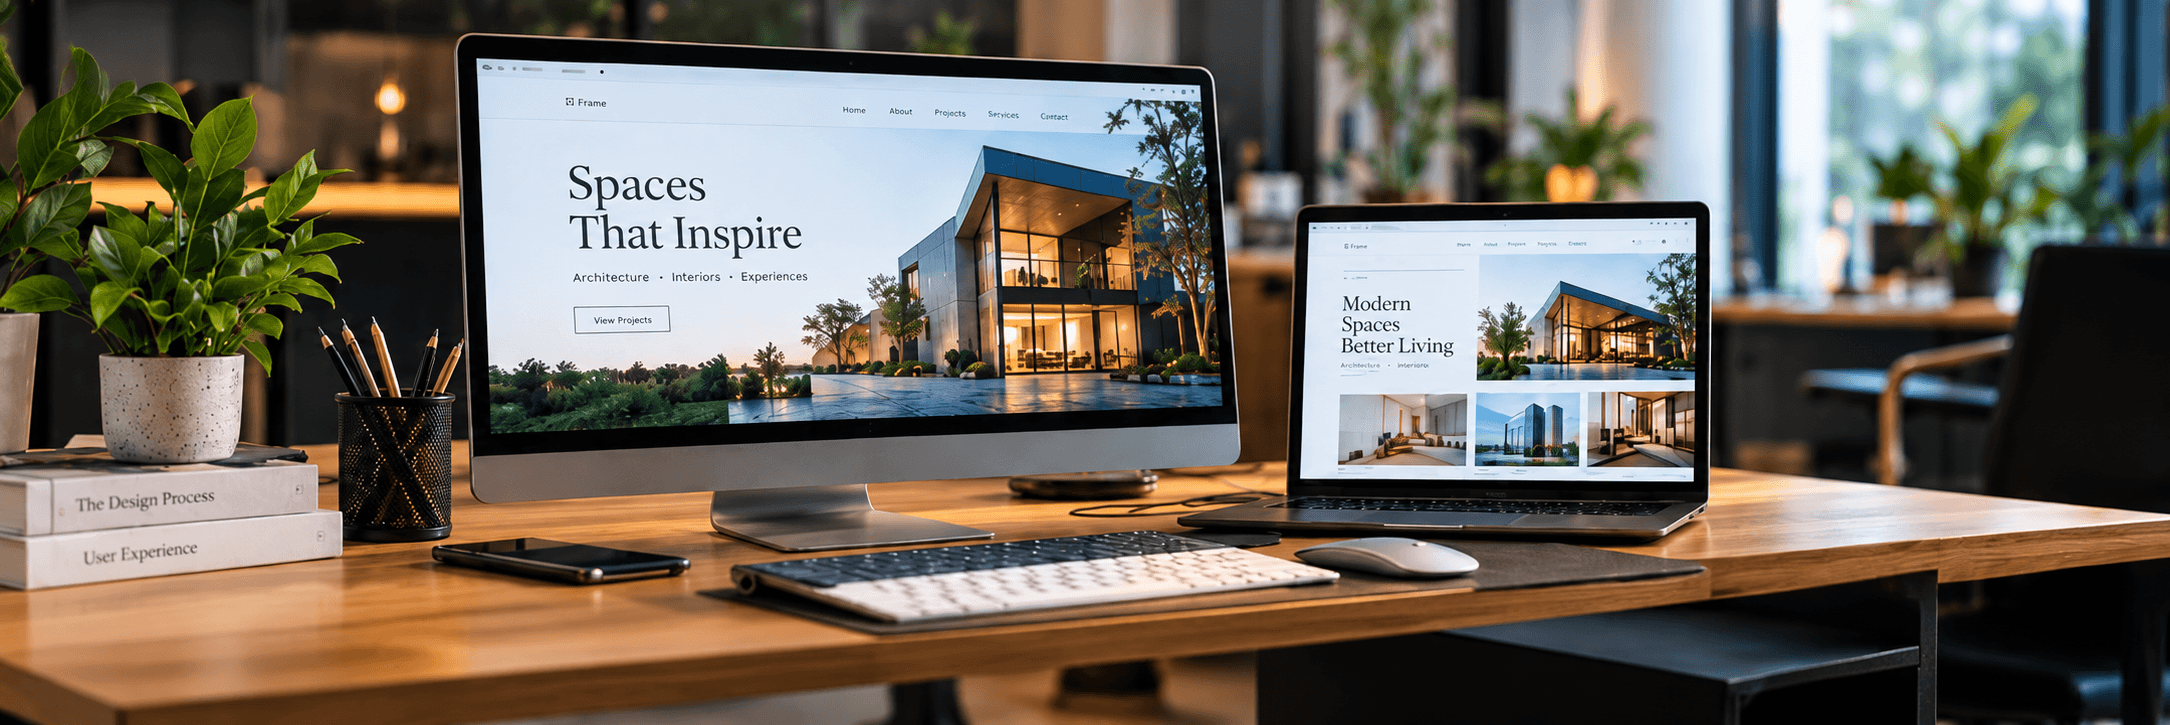 Frame
Home About Projects Services Contact
Spaces
That Inspire
Architecture • Interiors • Experiences
View Projects
Frame
Modern
Spaces
Better Living
Architecture • Interiors
The Design Process
User Experience